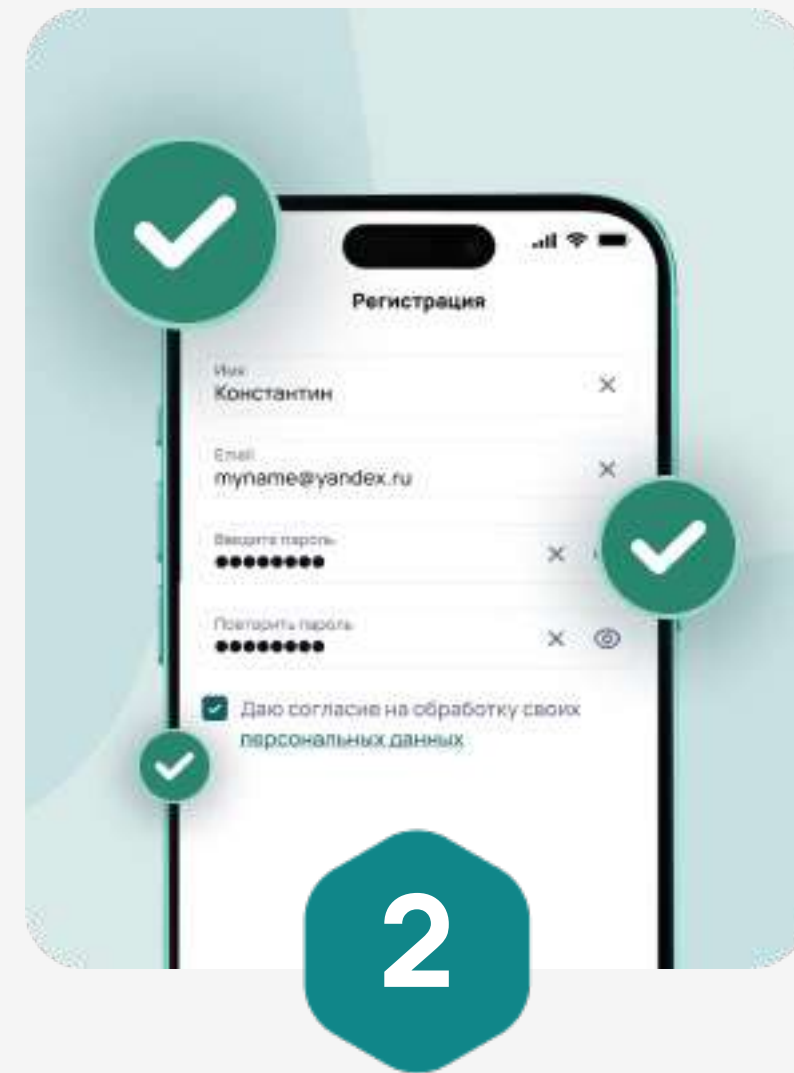 Регистрация
Имя
Константин
Email
myname@yandex.ru
Введите пароль
Повторить пароль
Даю согласие на обработку своих
персональных данных
2